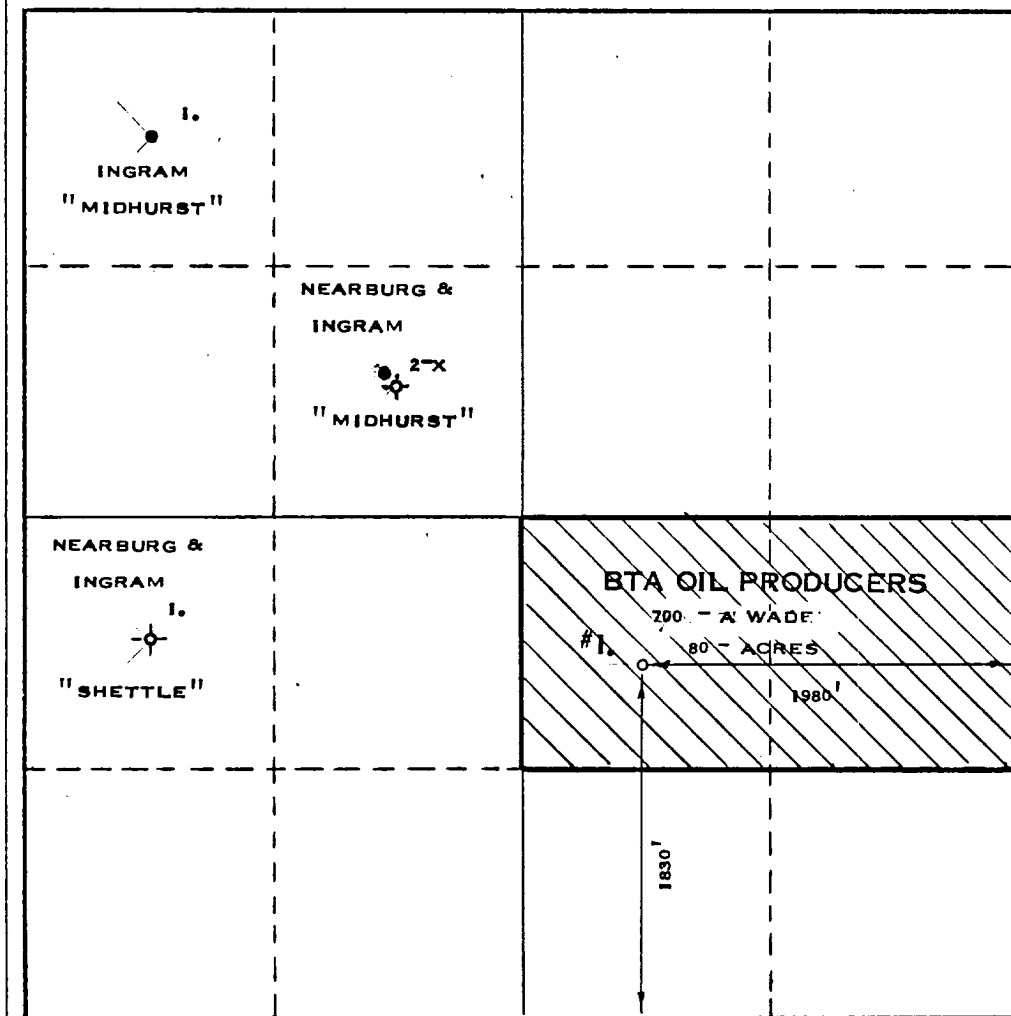 1.
INGRAM
"MIDHURST"
NEARBURG &
INGRAM
2-X
"MIDHURST"
NEARBURG &
INGRAM
1.
"SHETTLE"
BTA OIL PRODUCERS
700 - A WADE
#1.
80 - ACRES
1980'
1830'